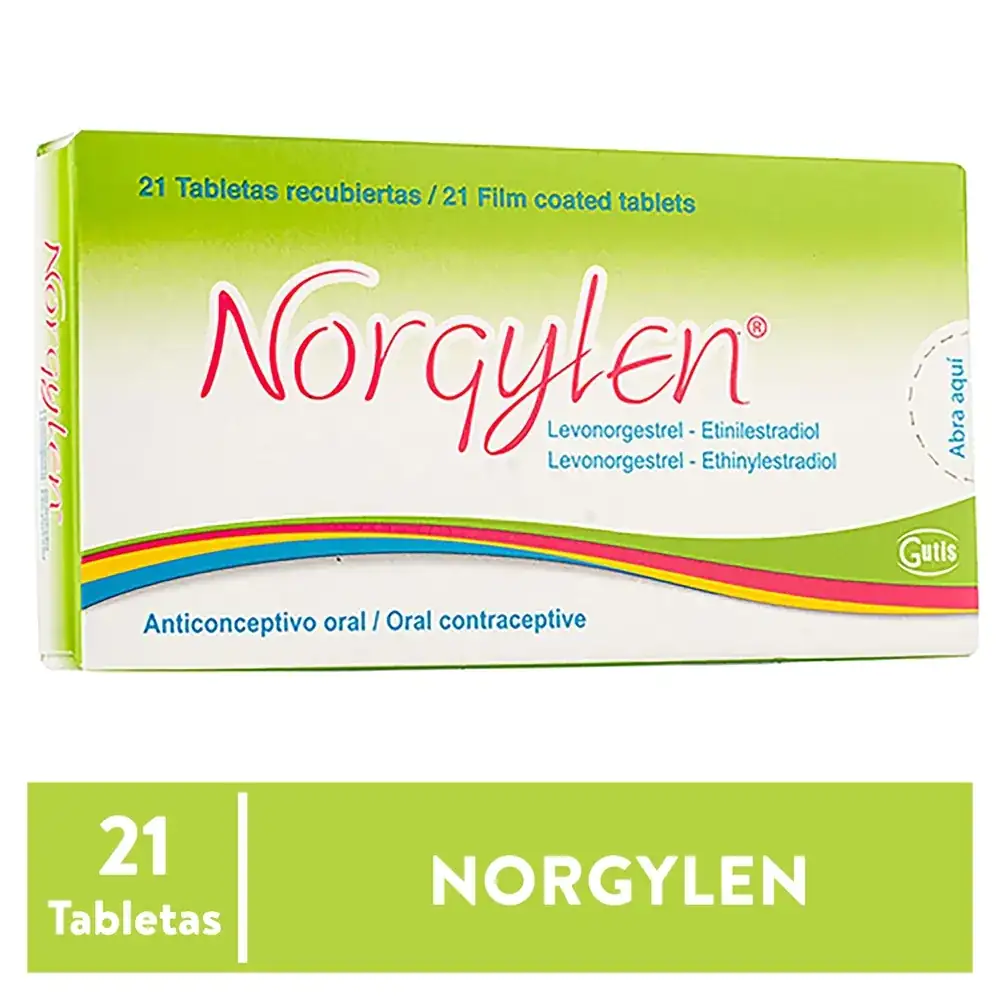 21 Tabletas recubiertas / 21 Film coated tablets
Norgylen®
Levonorgestrel - Etinilestradiol
Levonorgestrel - Ethinylestradiol
Abra aquí
Gutis
Anticonceptivo oral / Oral contraceptive
Norgylen
21
Tabletas
NORGYLEN